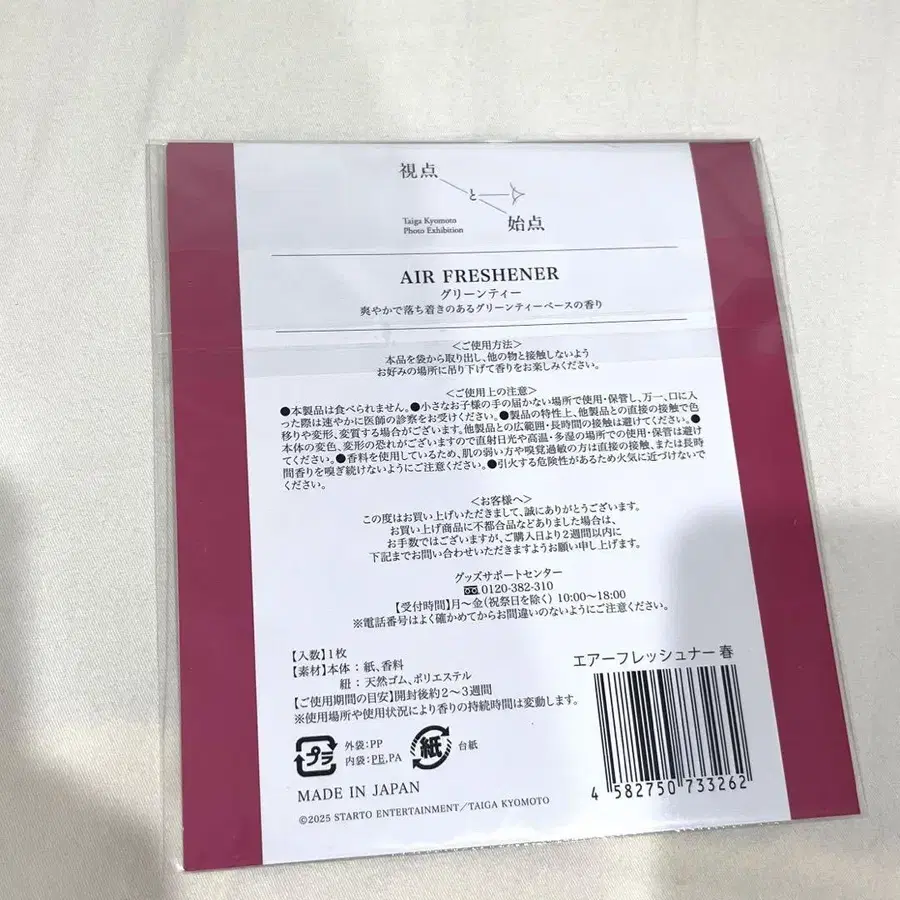 視点
と
始点
Taiga Kyomoto
Photo Exhibition
AIR FRESHENER
グリーンティー
爽やかで落ち着きのあるグリーンティーベースの香り
<ご使用方法>
本品を袋から取り出し、他の物と接触しないよう
お好みの場所に吊り下げて香りをお楽しみください。
<ご使用上の注意>
●本製品は食べられません。●小さなお子様の手の届かない場所で使用・保管し、万一、口に入
った際は速やかに医師の診察をお受けください。●製品の特性上、他製品との直接の接触で色
移りや変形、変質する場合がございます。他製品との広範囲・長時間の接触は避けてください。●
本体の変色、変形の恐れがございますので直射日光や高温・多湿の場所での使用・保管は避け
てください。●香料を使用しているため、肌の弱い方や嗅覚過敏の方は直接の接触、または長時
間香りを嗅ぎ続けないようにご注意ください。●引火する危険性があるため火気に近づけないで
ください。
<お客様へ>
この度はお買い上げいただきまして、誠にありがとうございます。
お買い上げ商品に不都合品などありました場合は、
お手数ではございますが、ご購入日より2週間以内に
下記までお問い合わせいただきますようお願い申し上げます。
グッズサポートセンター
0120-382-310
【受付時間】月〜金(祝祭日を除く) 10:00〜18:00
※電話番号はよく確かめてからお間違いのないようにご注意ください。
【入数】1枚
【素材】本体：紙、香料
紐：天然ゴム、ポリエステル
【ご使用期間の目安】開封後約2〜3週間
※使用場所や使用状況により香りの持続時間は変動します。
エアーフレッシュナー 春
プラ
外袋：PP
内袋：PE,PA
紙
台紙
4 582750 733262
MADE IN JAPAN
©2025 STARTO ENTERTAINMENT／TAIGA KYOMOTO